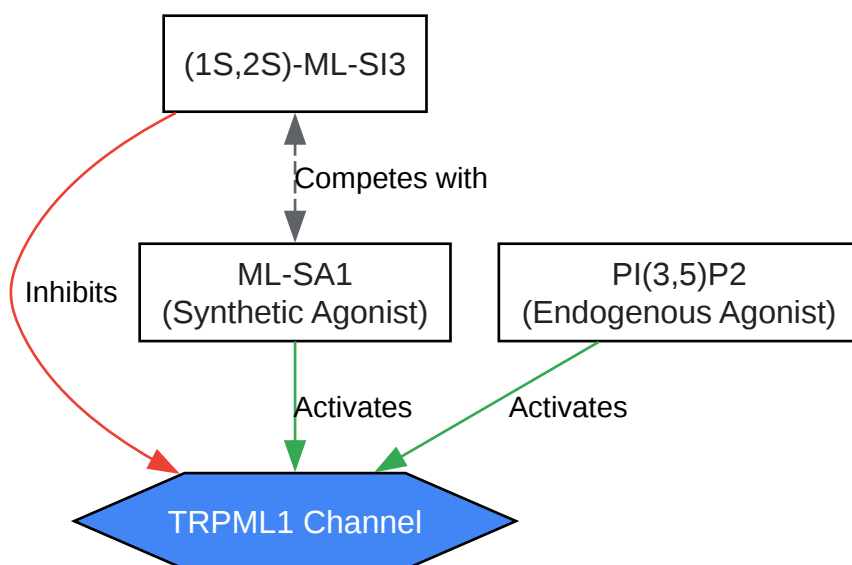 (1S,2S)-ML-SI3
Competes with
ML-SA1
(Synthetic Agonist)
PI(3,5)P2
(Endogenous Agonist)
Inhibits
Activates
Activates
TRPML1 Channel